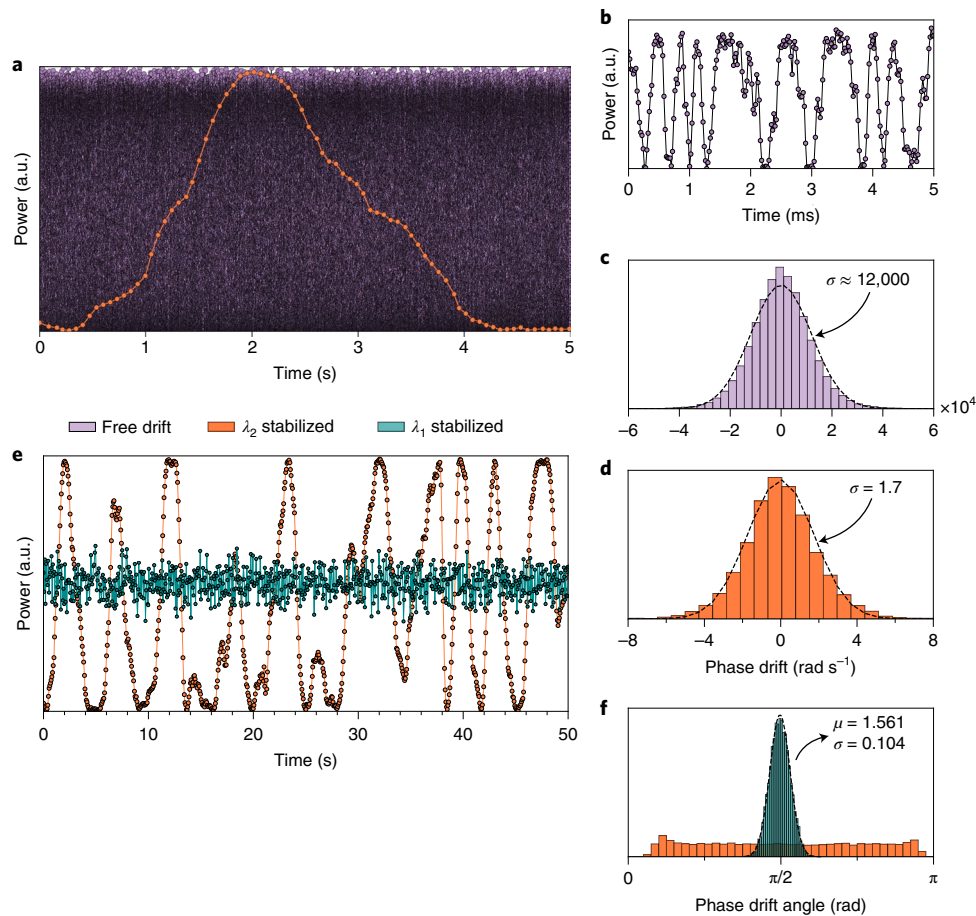 a
Power (a.u.)
0 1 2 3 4 5
Time (s)
b
Power (a.u.)
0 1 2 3 4 5
Time (ms)
c
σ ≈ 12,000
×10⁴
−6 −4 −2 0 2 4 6
Free drift λ₂ stabilized λ₁ stabilized
d
σ = 1.7
−8 −4 0 4 8
Phase drift (rad s⁻¹)
e
Power (a.u.)
0 10 20 30 40 50
Time (s)
f
μ = 1.561
σ = 0.104
0 π/2 π
Phase drift angle (rad)